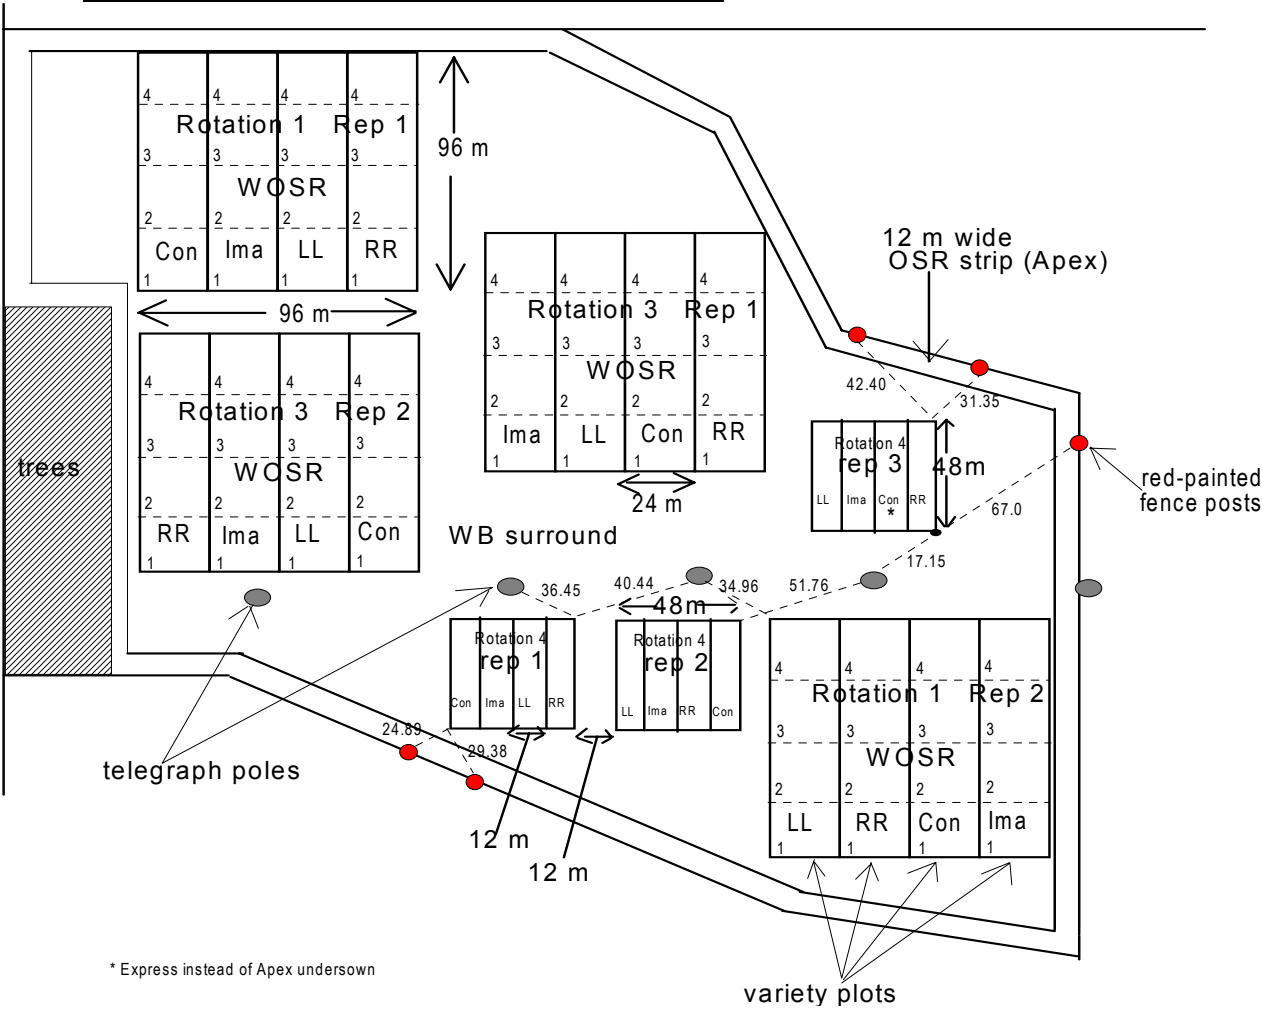 4 4 4 4
Rotation 1 Rep 1
3 3 3 3
WOSR
2 2 2 2
Con Ima LL RR
1 1 1 1
96 m
96 m
12 m wide
OSR strip (Apex)
4 4 4 4
Rotation 3 Rep 1
3 3 3 3
WOSR
2 2 2 2
Ima LL Con RR
1 1 1 1
24 m
42.40
31.35
4 4 4 4
Rotation 3 Rep 2
3 3 3 3
WOSR
2 2 2 2
RR Ima LL Con
1 1 1 1
trees
Rotation 4
rep 3
LL Ima Con RR
*
48m
red-painted
fence posts
67.0
17.15
WB surround
36.45
40.44
34.96
51.76
48m
Rotation 4
rep 1
Con Ima LL RR
Rotation 4
rep 2
LL Ima RR Con
4 4 4 4
Rotation 1 Rep 2
3 3 3 3
WOSR
2 2 2 2
LL RR Con Ima
1 1 1 1
24.89
29.38
telegraph poles
12 m
12 m
* Express instead of Apex undersown
variety plots